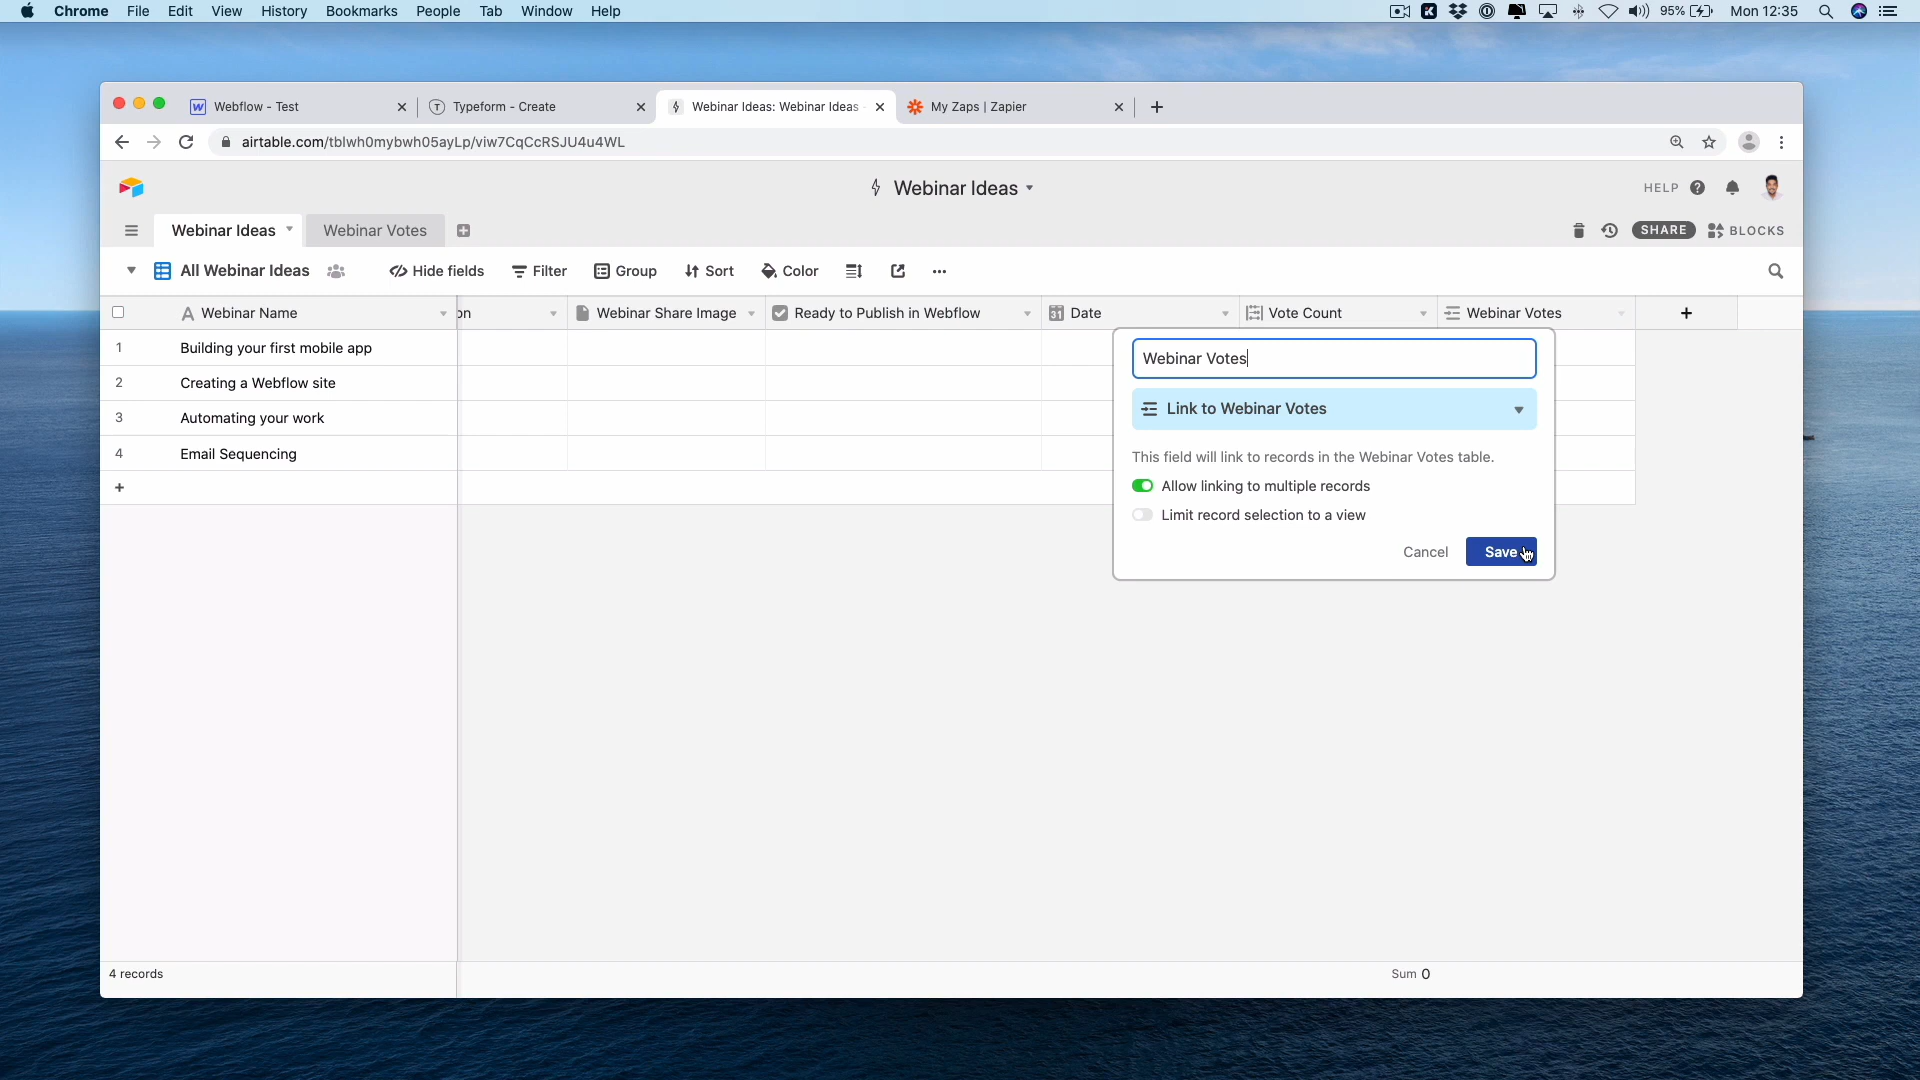 Chrome File Edit View History Bookmarks People Tab Window Help 95% Mon 12:35
Webflow - Test Typeform - Create Webinar Ideas: Webinar Ideas My Zaps | Zapier
airtable.com/tblwh0mybwh05ayLp/viw7CqCcRSJU4u4WL
Webinar Ideas HELP
Webinar Ideas Webinar Votes SHARE BLOCKS
All Webinar Ideas Hide fields Filter Group Sort Color
Webinar Name on Webinar Share Image Ready to Publish in Webflow 31 Date Vote Count Webinar Votes
1 Building your first mobile app
2 Creating a Webflow site
3 Automating your work
4 Email Sequencing
Webinar Votes
Link to Webinar Votes
This field will link to records in the Webinar Votes table.
Allow linking to multiple records
Limit record selection to a view
Cancel Save
4 records Sum 0